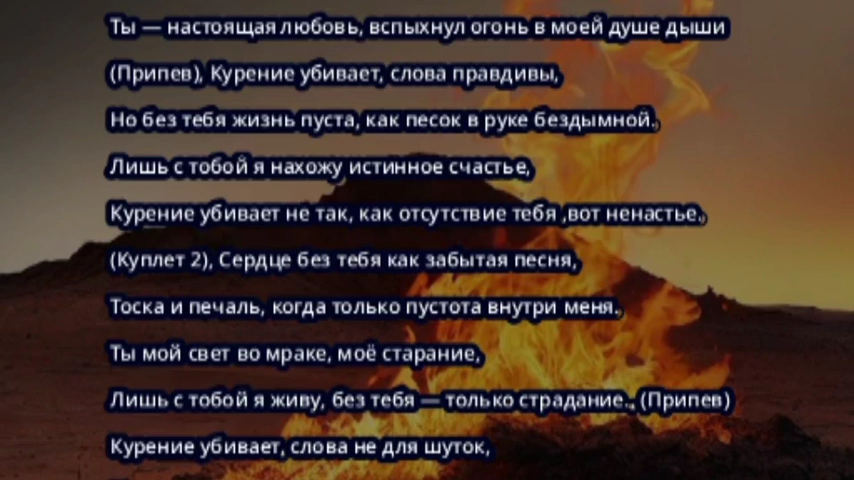 Ты — настоящая любовь, вспыхнул огонь в моей душе дыши
(Припев), Курение убивает, слова правдивы,
Но без тебя жизнь пуста, как песок в руке бездымной.,
Лишь с тобой я нахожу истинное счастье,
Курение убивает не так, как отсутствие тебя ,вот ненастье.,
(Куплет 2), Сердце без тебя как забытая песня,
Тоска и печаль, когда только пустота внутри меня.,
Ты мой свет во мраке, моё старание,
Лишь с тобой я живу, без тебя — только страдание., (Припев)
Курение убивает, слова не для шуток,